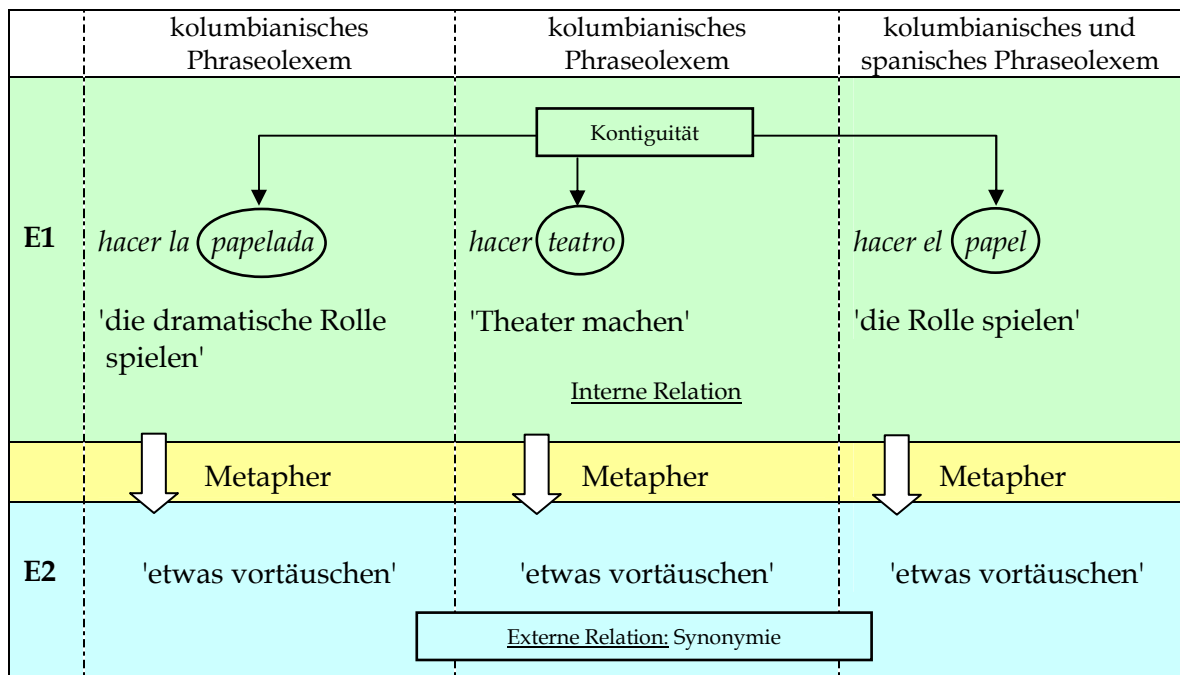 kolumbianisches
Phraseolexem
kolumbianisches
Phraseolexem
kolumbianisches und
spanisches Phraseolexem
Kontiguität
E1
hacer la papelada
hacer teatro
hacer el papel
'die dramatische Rolle
spielen'
'Theater machen'
'die Rolle spielen'
Interne Relation
Metapher
Metapher
Metapher
E2
'etwas vortäuschen'
'etwas vortäuschen'
'etwas vortäuschen'
Externe Relation: Synonymie